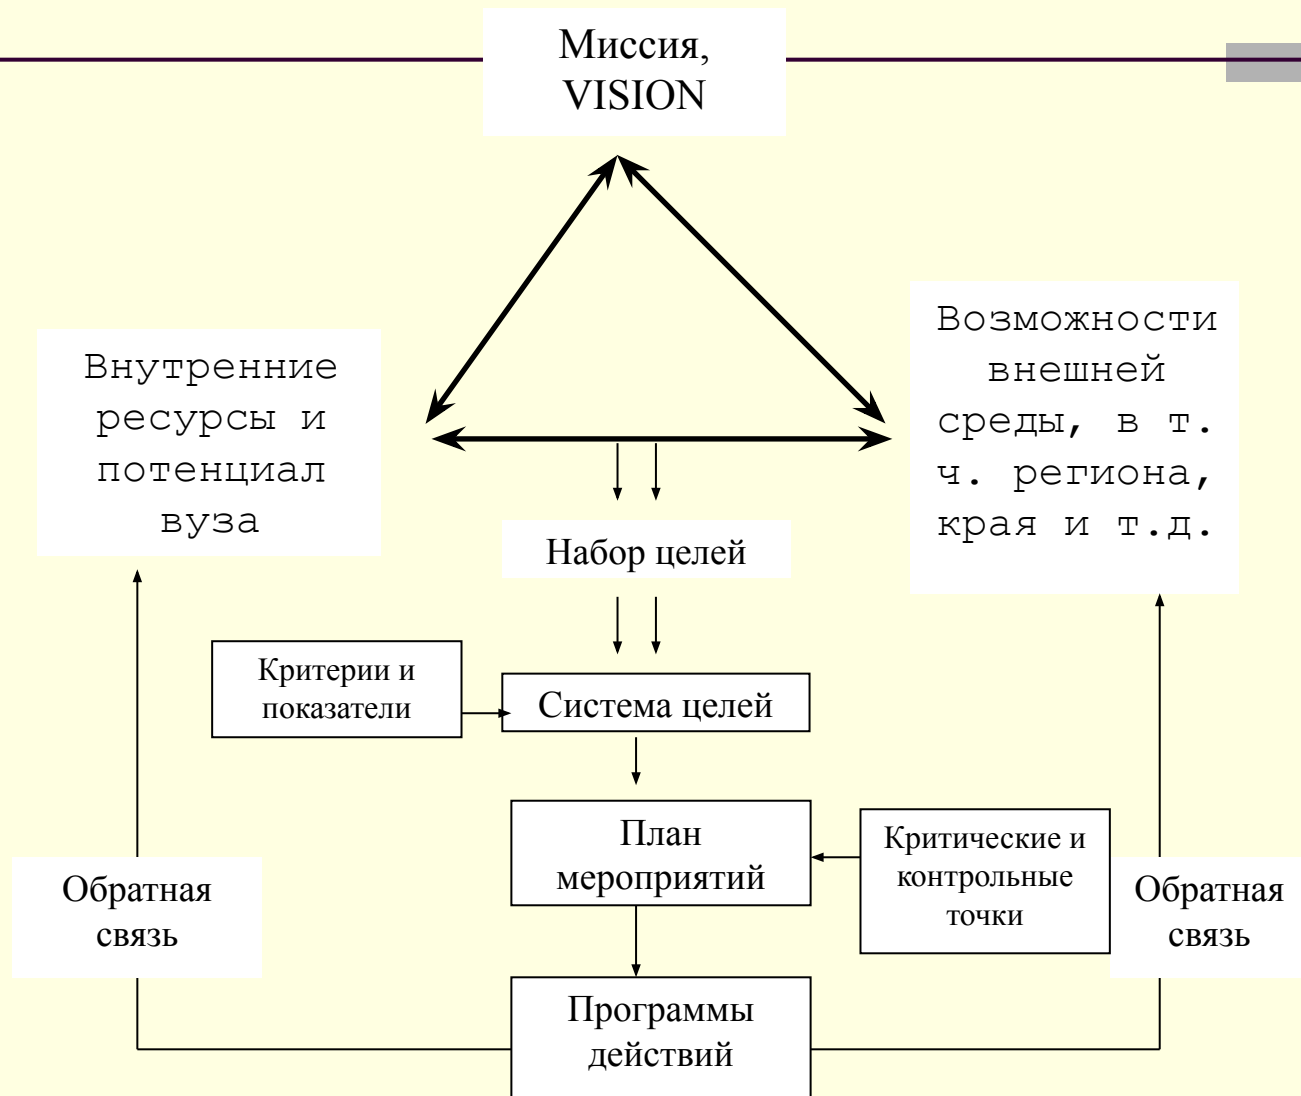 Миссия,
VISION
Внутренние
ресурсы и
потенциал
вуза
Возможности
внешней
среды, в т.
ч. региона,
края и т.д.
Набор целей
Критерии и
показатели
Система целей
План
мероприятий
Критические и
контрольные
точки
Обратная
связь
Обратная
связь
Программы
действий